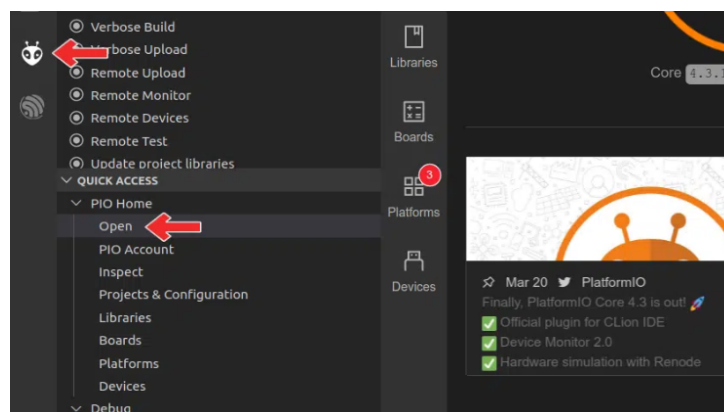 Verbose Build
Verbose Upload
Remote Upload
Remote Monitor
Remote Devices
Remote Test
Update project libraries
QUICK ACCESS
PIO Home
Open
PIO Account
Inspect
Projects & Configuration
Libraries
Boards
Platforms
Devices
Debug
Libraries
Boards
3
Platforms
Devices
Core 4.3.1
Mar 20 PlatformIO
Finally, PlatformIO Core 4.3 is out! 🚀
✅ Official plugin for CLion IDE
✅ Device Monitor 2.0
✅ Hardware simulation with Renode